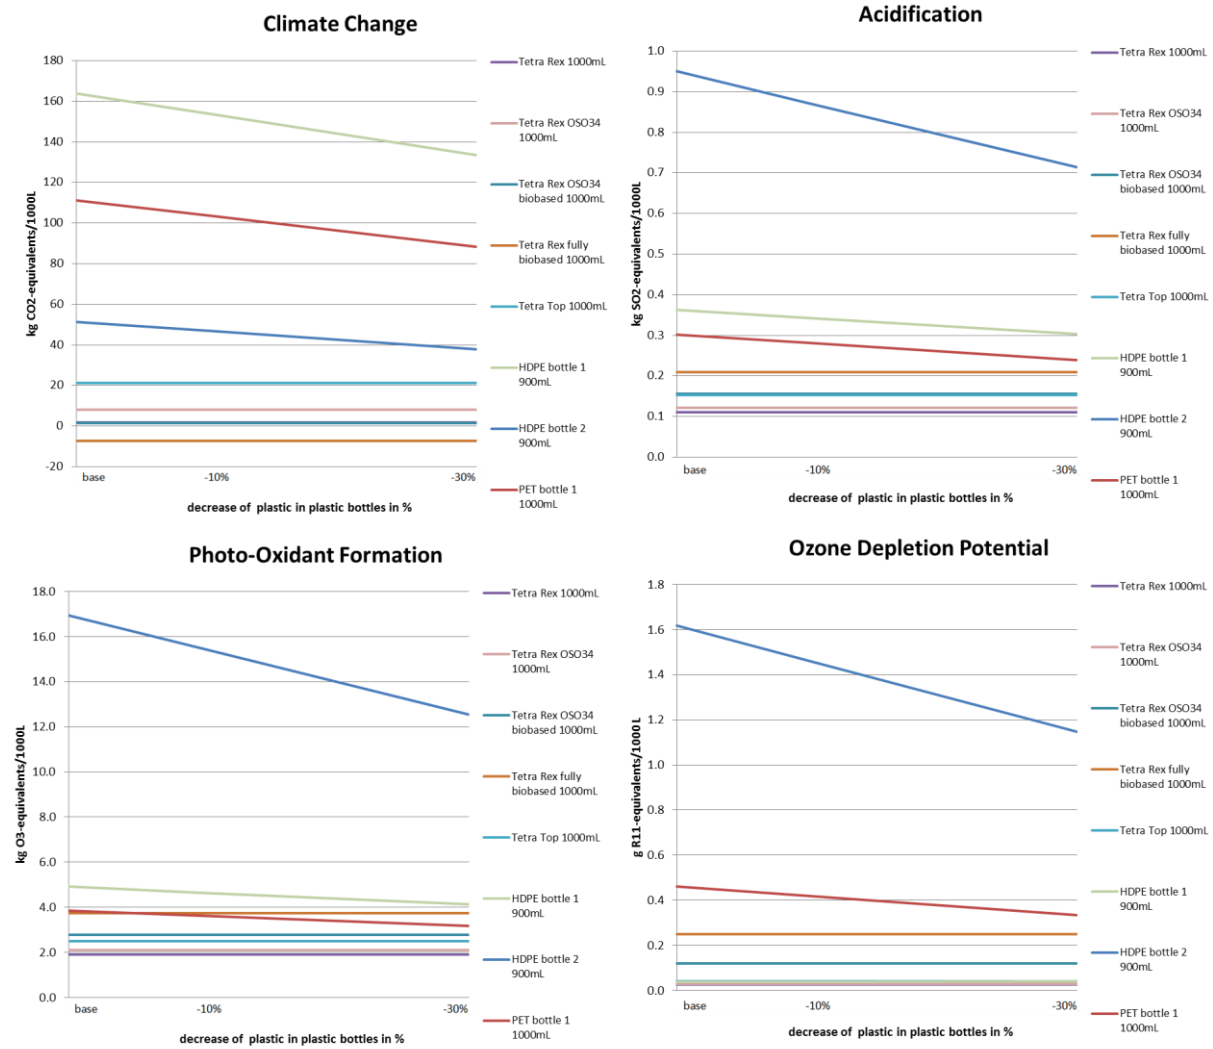 Climate Change
kg CO2-equivalents/1000L
180
160
140
120
100
80
60
40
20
0
-20
base
-10%
-30%
decrease of plastic in plastic bottles in %
Tetra Rex 1000mL
Tetra Rex OSO34
1000mL
Tetra Rex OSO34
biobased 1000mL
Tetra Rex fully
biobased 1000mL
Tetra Top 1000mL
HDPE bottle 1
900mL
HDPE bottle 2
900mL
PET bottle 1
1000mL
Acidification
kg SO2-equivalents/1000L
1.0
0.9
0.8
0.7
0.6
0.5
0.4
0.3
0.2
0.1
0.0
base
-10%
-30%
decrease of plastic in plastic bottles in %
Tetra Rex 1000mL
Tetra Rex OSO34
1000mL
Tetra Rex OSO34
biobased 1000mL
Tetra Rex fully
biobased 1000mL
Tetra Top 1000mL
HDPE bottle 1
900mL
HDPE bottle 2
900mL
PET bottle 1
1000mL
Photo-Oxidant Formation
kg O3-equivalents/1000L
18.0
16.0
14.0
12.0
10.0
8.0
6.0
4.0
2.0
0.0
base
-10%
-30%
decrease of plastic in plastic bottles in %
Tetra Rex 1000mL
Tetra Rex OSO34
1000mL
Tetra Rex OSO34
biobased 1000mL
Tetra Rex fully
biobased 1000mL
Tetra Top 1000mL
HDPE bottle 1
900mL
HDPE bottle 2
900mL
PET bottle 1
1000mL
Ozone Depletion Potential
g R11-equivalents/1000 L
1.8
1.6
1.4
1.2
1.0
0.8
0.6
0.4
0.2
0.0
base
-10%
-30%
decrease of plastic in plastic bottles in %
Tetra Rex 1000mL
Tetra Rex OSO34
1000mL
Tetra Rex OSO34
biobased 1000mL
Tetra Rex fully
biobased 1000mL
Tetra Top 1000mL
HDPE bottle 1
900mL
HDPE bottle 2
900mL
PET bottle 1
1000mL